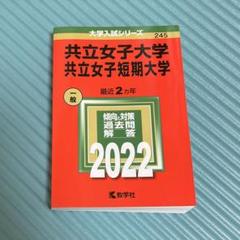 大学入試シリーズ
245
共立女子大学
共立女子短期大学
一般
最近2カ年
傾向と対策
過去問
解答
2022
教学社